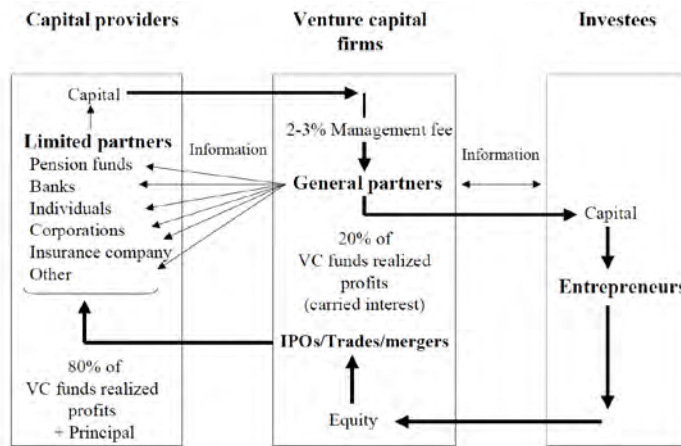 Capital providers
Venture capital
firms
Investees
Capital
Limited partners
Pension funds
Banks
Individuals
Corporations
Insurance company
Other
80% of
VC funds realized
profits
+ Principal
Information
2-3% Management fee
General partners
20% of
VC funds realized
profits
(carried interest)
IPOs/Trades/mergers
Equity
Information
Capital
Entrepreneurs